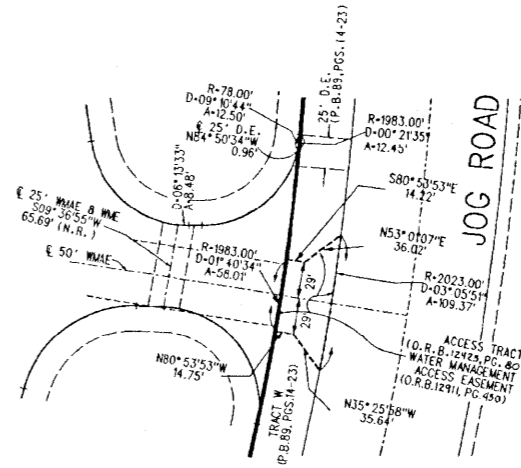 25' D.E.
(P.B.89, PGS.14-23)
R=78.00'
D=09°10'44"
A=12.50'
℄ 25' D.E.
N84°50'34"W
0.96'
R=1983.00'
D=00°21'35"
A=12.45'
JOG ROAD
D=06°13'33"
A=8.48'
S80°53'53"E
14.22'
℄ 25' WMAE & WME
S09°36'55"W
65.69' (N.R.)
N53°01'07"E
36.02'
℄ 50' WMAE
R=1983.00'
D=01°40'34"
A=58.01'
29'
29'
R=2023.00'
D=03°05'51"
A=109.37'
ACCESS TRACT
(O.R.B.12425, PG. 80
WATER MANAGEMENT
ACCESS EASEMENT
(O.R.B.12911, PG.450)
N80°53'53"W
14.75'
N35°25'58"W
35.64'
TRACT W
(P.B.89, PGS.14-23)